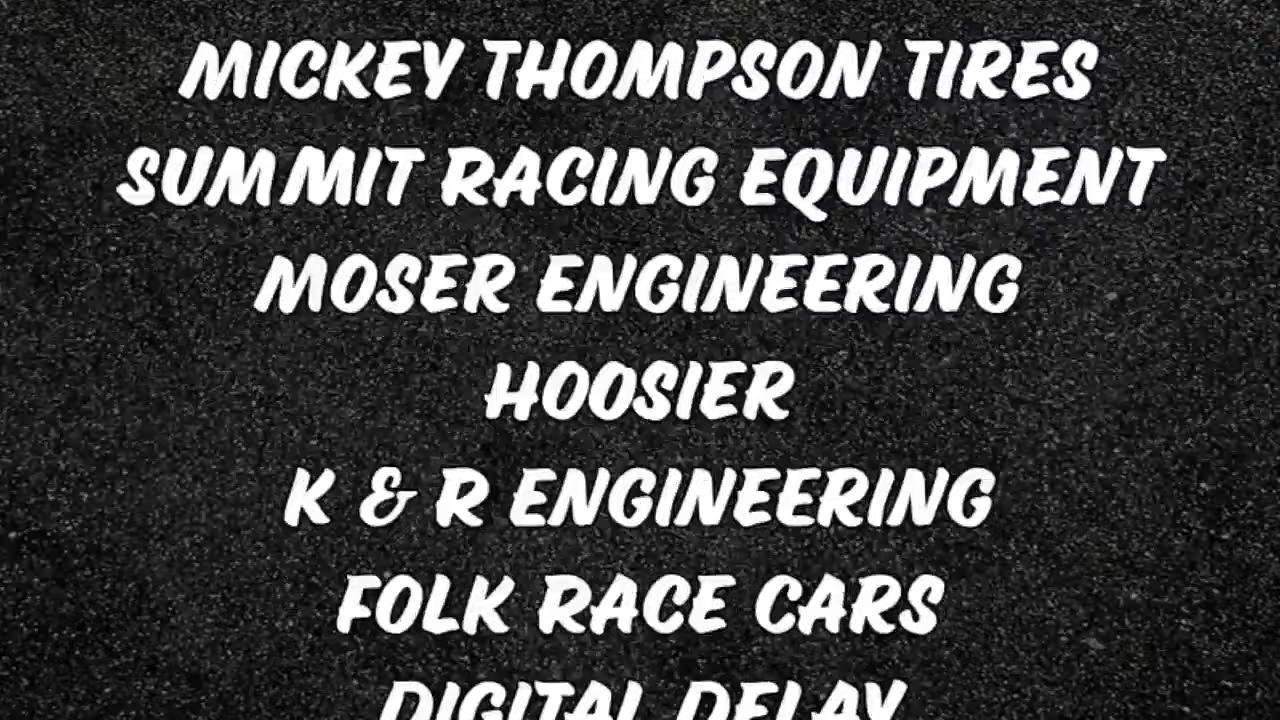 MICKEY THOMPSON TIRES
SUMMIT RACING EQUIPMENT
MOSER ENGINEERING
HOOSIER
K & R ENGINEERING
FOLK RACE CARS
DIGITAL DELAY